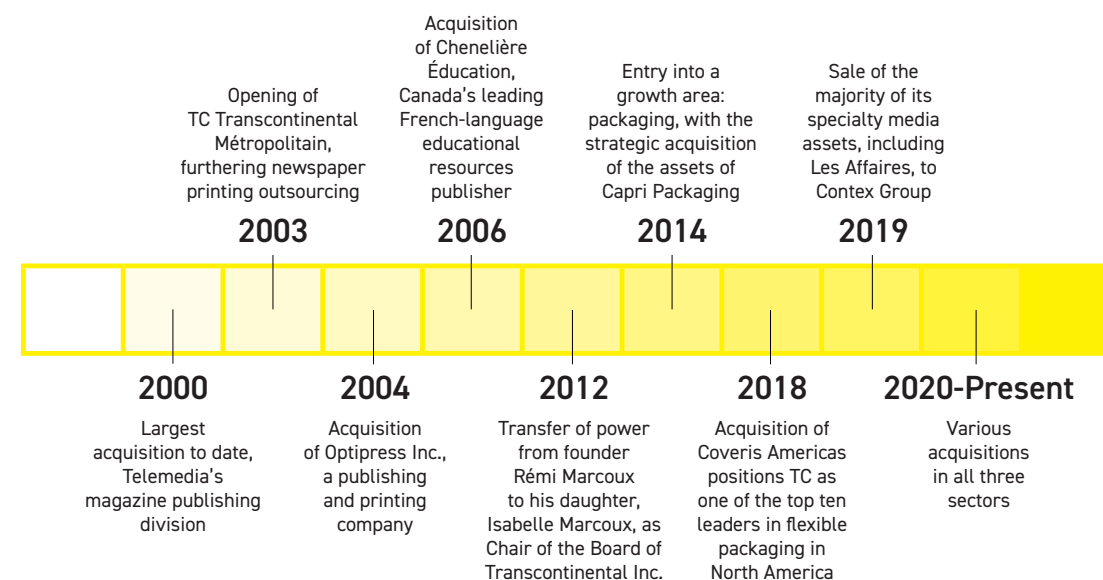 Opening of
TC Transcontinental
Métropolitain,
furthering newspaper
printing outsourcing
2003
Acquisition
of Chenelière
Éducation,
Canada's leading
French-language
educational
resources
publisher
2006
Entry into a
growth area:
packaging, with the
strategic acquisition
of the assets of
Capri Packaging
2014
Sale of the
majority of its
specialty media
assets, including
Les Affaires, to
Contex Group
2019
2000
Largest
acquisition to date,
Telemedia's
magazine publishing
division
2004
Acquisition
of Optipress Inc.,
a publishing
and printing
company
2012
Transfer of power
from founder
Rémi Marcoux
to his daughter,
Isabelle Marcoux, as
Chair of the Board of
Transcontinental Inc.
2018
Acquisition of
Coveris Americas
positions TC as
one of the top ten
leaders in flexible
packaging in
North America
2020-Present
Various
acquisitions
in all three
sectors